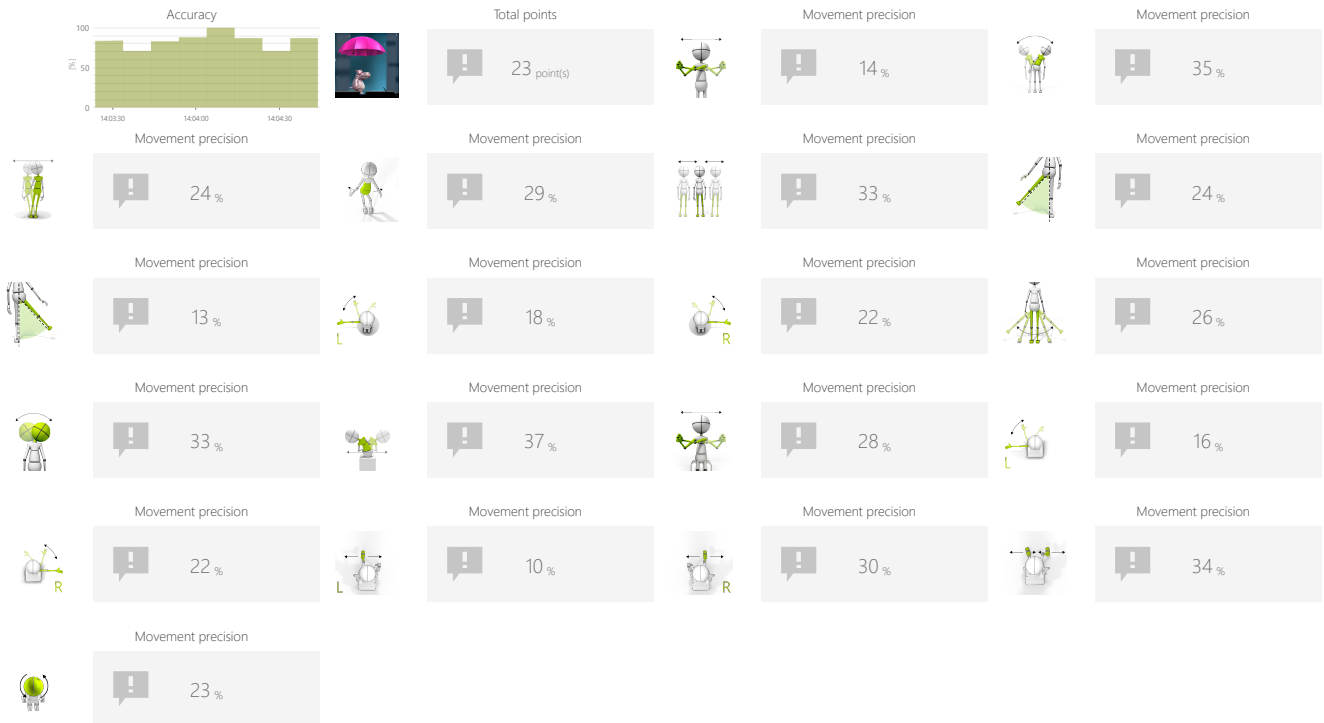 Accuracy
[%]
100
50
0
14:03:30 14:04:00 14:04:30
Total points
23 point(s)
Movement precision
14 %
Movement precision
35 %
Movement precision
24 %
Movement precision
29 %
Movement precision
33 %
Movement precision
24 %
Movement precision
13 %
Movement precision
L
18 %
Movement precision
R
22 %
Movement precision
26 %
Movement precision
33 %
Movement precision
37 %
Movement precision
28 %
Movement precision
L
16 %
Movement precision
R
22 %
Movement precision
L
10 %
Movement precision
R
30 %
Movement precision
34 %
Movement precision
23 %